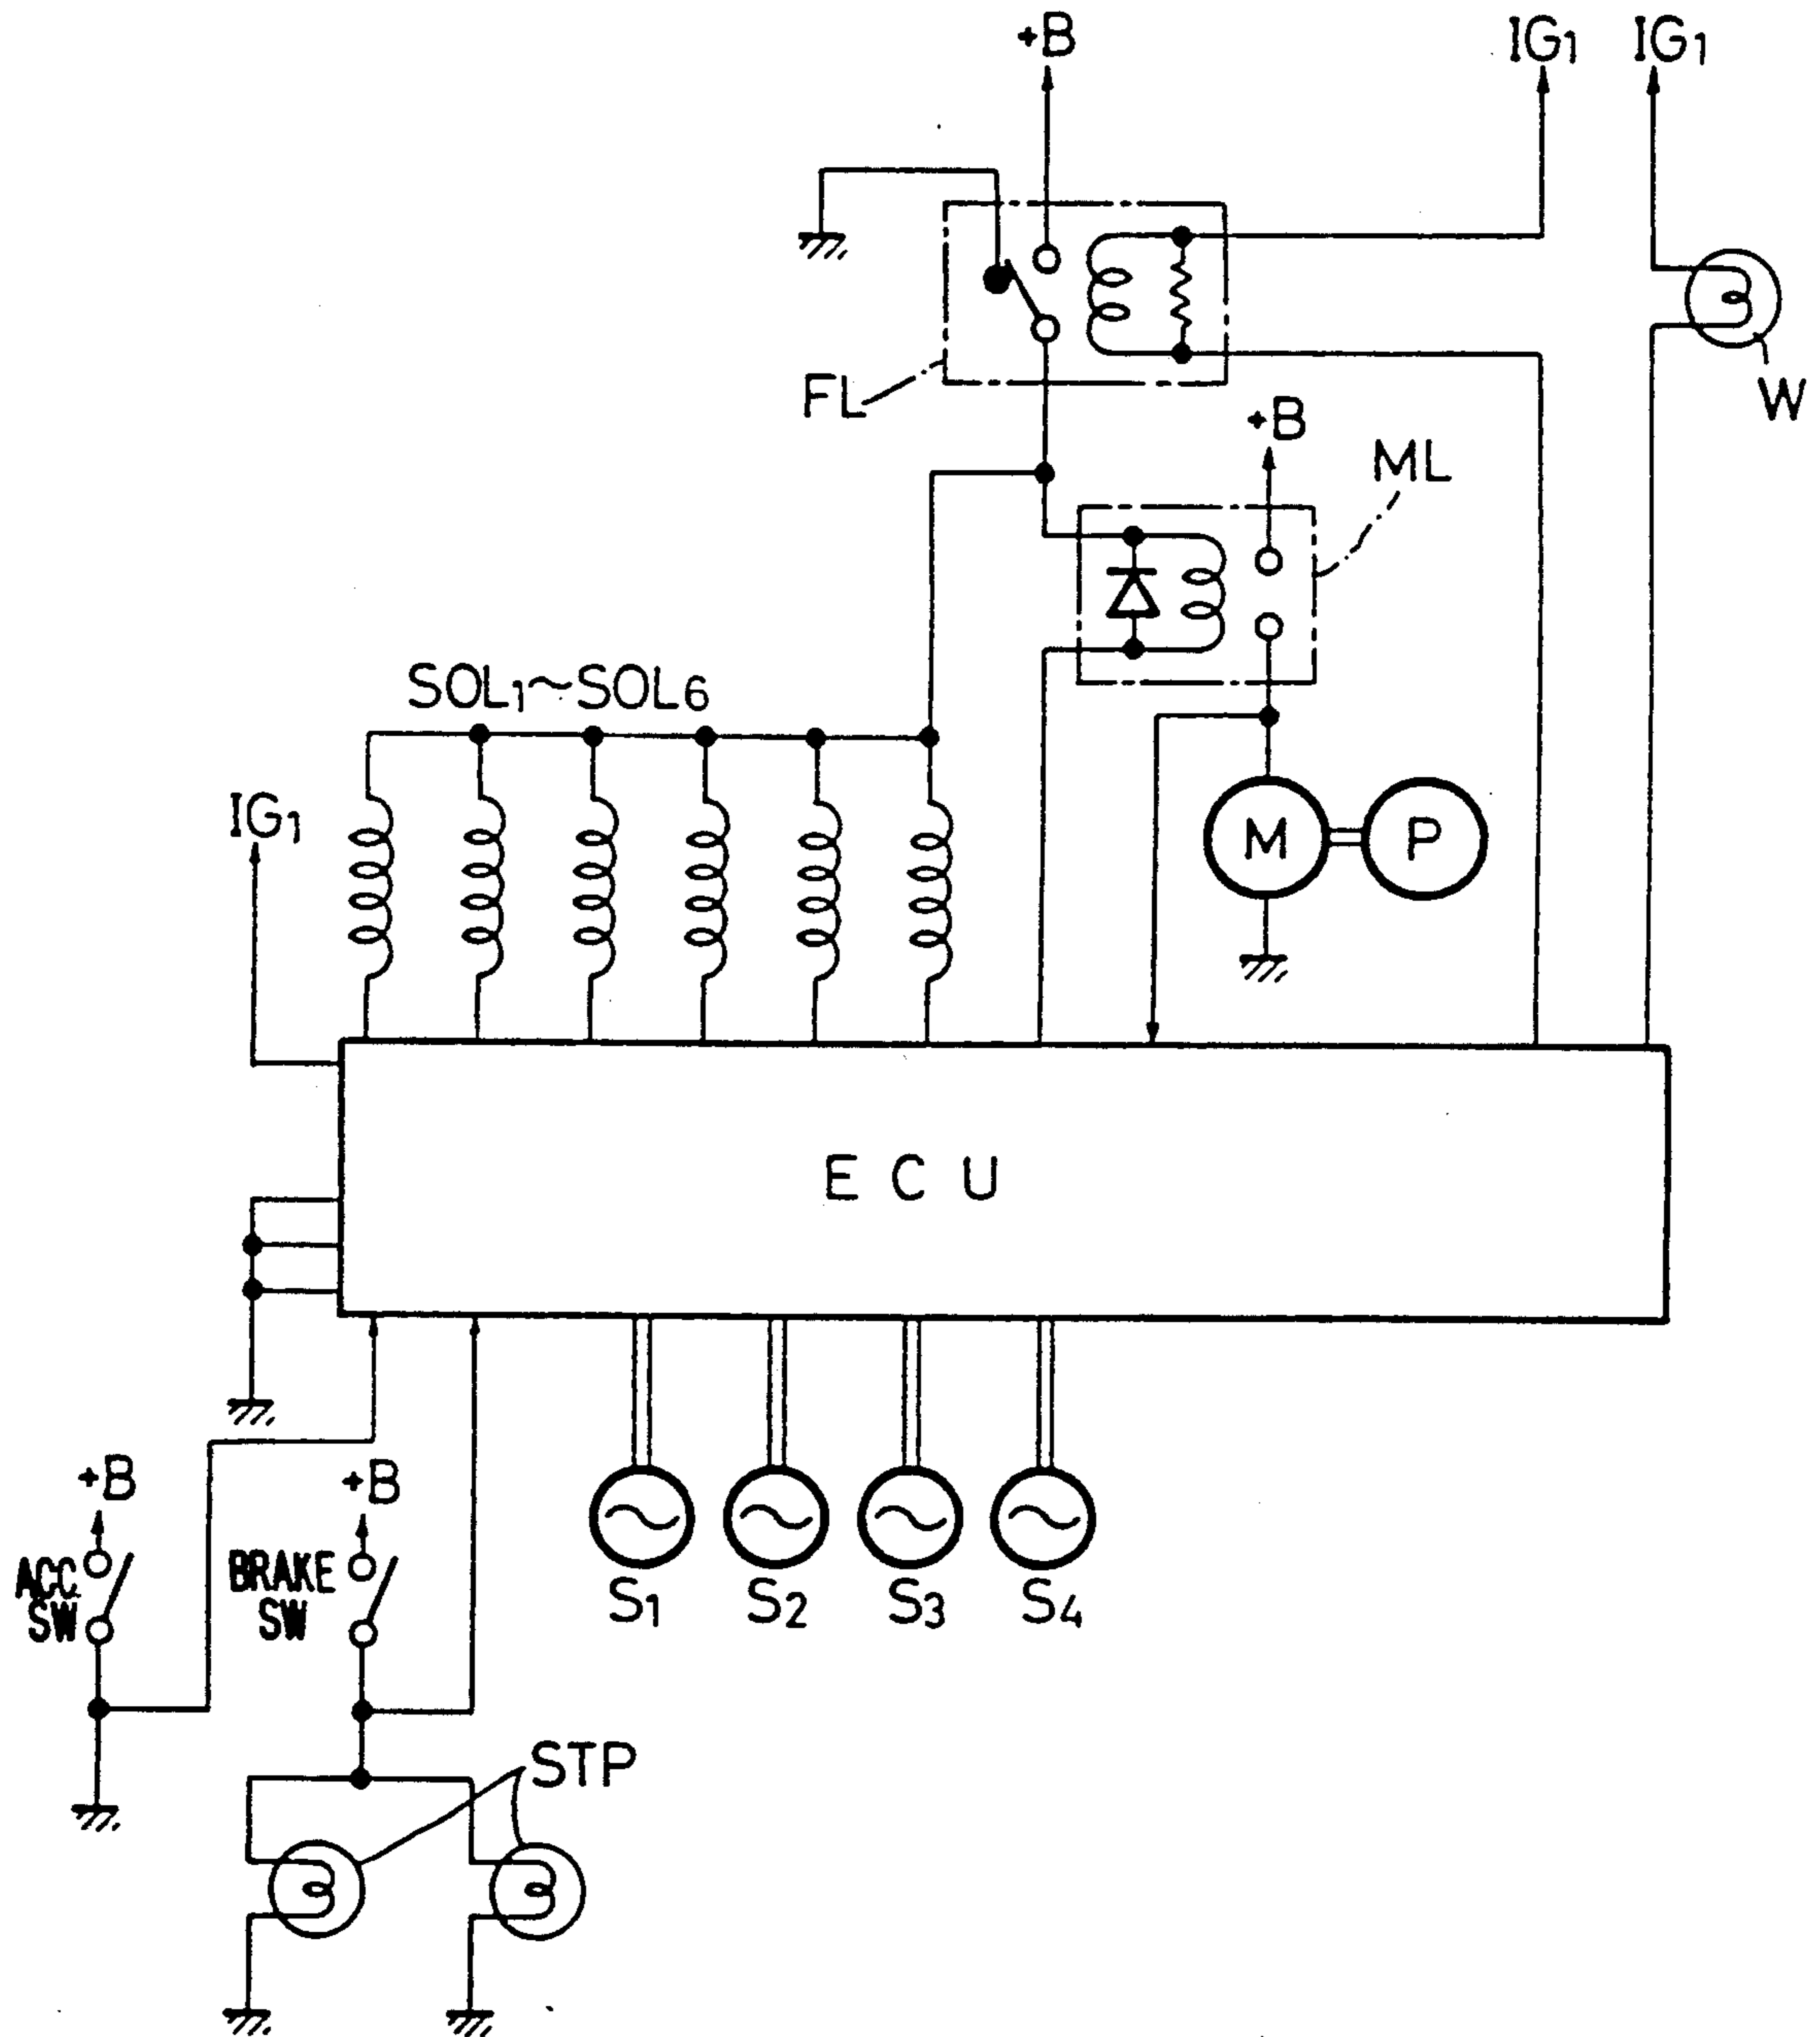 +B
IG1 IG1
FL
W
+B
ML
SOL1~SOL6
IG1
M P
ECU
+B
+B
ACC
SW
BRAKE
SW
S1 S2 S3 S4
STP